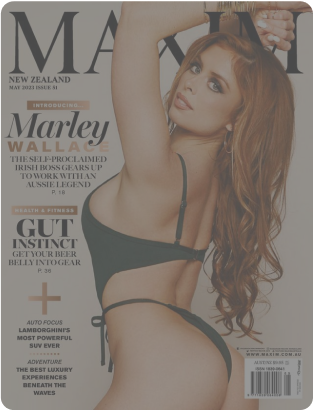 MAXIM
NEW ZEALAND
MAY 2023 ISSUE 31
INTRODUCING...
Marley
WALLACE
THE SELF-PROCLAIMED
IRISH BOSS GEARS UP
TO WORK WITH AN
AUSSIE LEGEND
P. 18
HEALTH & FITNESS
GUT
INSTINCT
GET YOUR BEER
BELLY INTO GEAR
P. 56
+
AUTO FOCUS
LAMBORGHINI'S
MOST POWERFUL
SUV EVER
ADVENTURE
THE BEST LUXURY
EXPERIENCES
BENEATH THE
WAVES
WWW.MAXIM.COM.AU